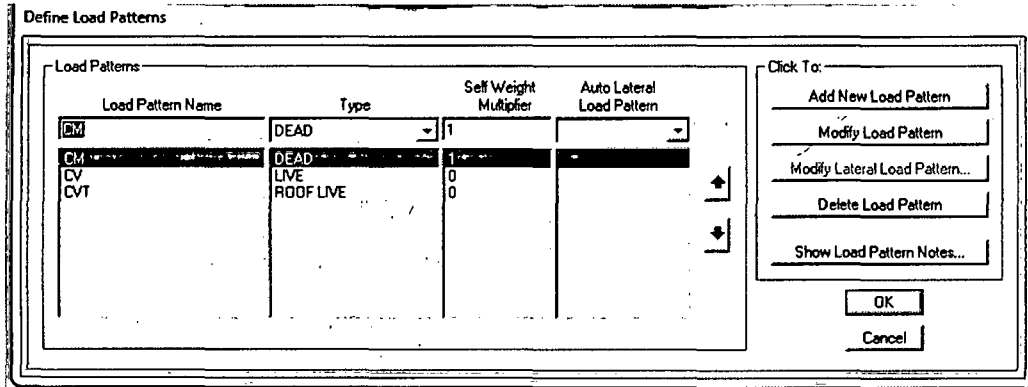 Define Load Patterns
Load Patterns
Load Pattern Name Type Self Weight Multiplier Auto Lateral Load Pattern
CM DEAD 1
CM DEAD 1
CV LIVE 0
CVT ROOF LIVE 0
Click To:
Add New Load Pattern
Modify Load Pattern
Modify Lateral Load Pattern...
Delete Load Pattern
Show Load Pattern Notes...
OK
Cancel